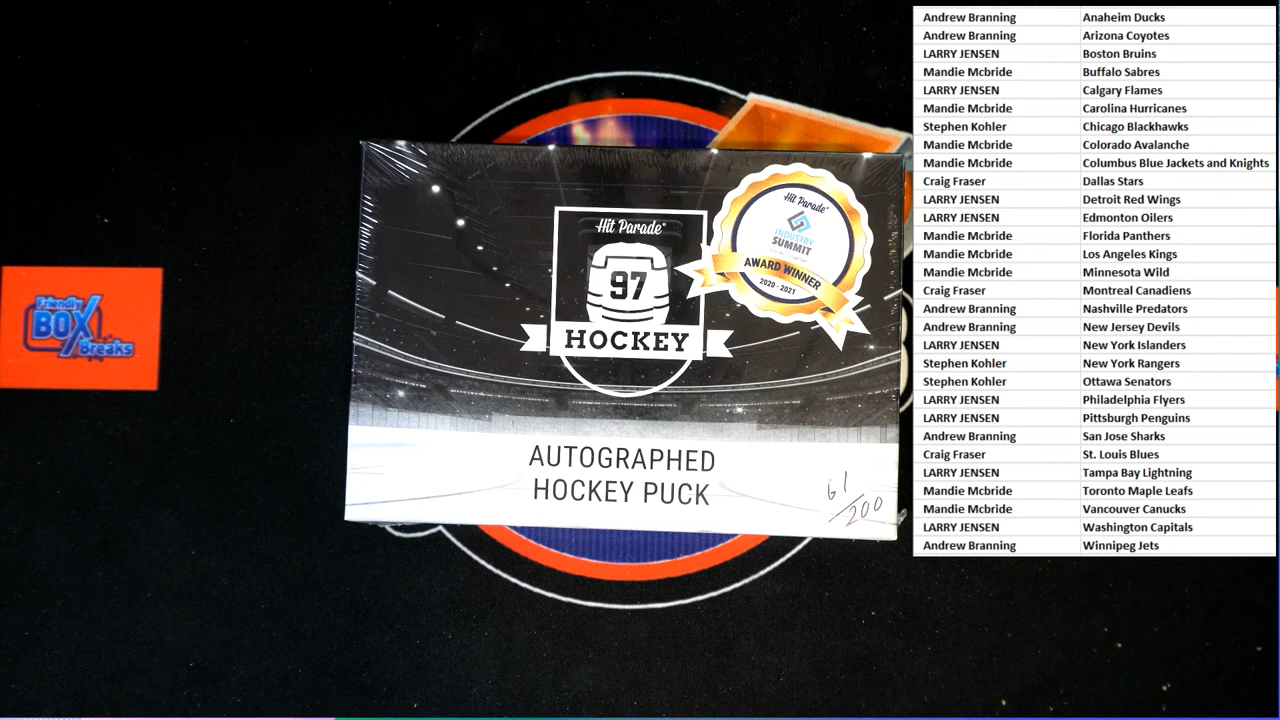 Friendly
BOX
Breaks
Hit Parade
97
HOCKEY
Hit Parade
INDUSTRY
SUMMIT
AWARD WINNER
2020 - 2021
AUTOGRAPHED
HOCKEY PUCK
61/200
Andrew Branning Anaheim Ducks
Andrew Branning Arizona Coyotes
LARRY JENSEN Boston Bruins
Mandie Mcbride Buffalo Sabres
LARRY JENSEN Calgary Flames
Mandie Mcbride Carolina Hurricanes
Stephen Kohler Chicago Blackhawks
Mandie Mcbride Colorado Avalanche
Mandie Mcbride Columbus Blue Jackets and Knights
Craig Fraser Dallas Stars
LARRY JENSEN Detroit Red Wings
LARRY JENSEN Edmonton Oilers
Mandie Mcbride Florida Panthers
Mandie Mcbride Los Angeles Kings
Mandie Mcbride Minnesota Wild
Craig Fraser Montreal Canadiens
Andrew Branning Nashville Predators
Andrew Branning New Jersey Devils
LARRY JENSEN New York Islanders
Stephen Kohler New York Rangers
Stephen Kohler Ottawa Senators
LARRY JENSEN Philadelphia Flyers
LARRY JENSEN Pittsburgh Penguins
Andrew Branning San Jose Sharks
Craig Fraser St. Louis Blues
LARRY JENSEN Tampa Bay Lightning
Mandie Mcbride Toronto Maple Leafs
Mandie Mcbride Vancouver Canucks
LARRY JENSEN Washington Capitals
Andrew Branning Winnipeg Jets